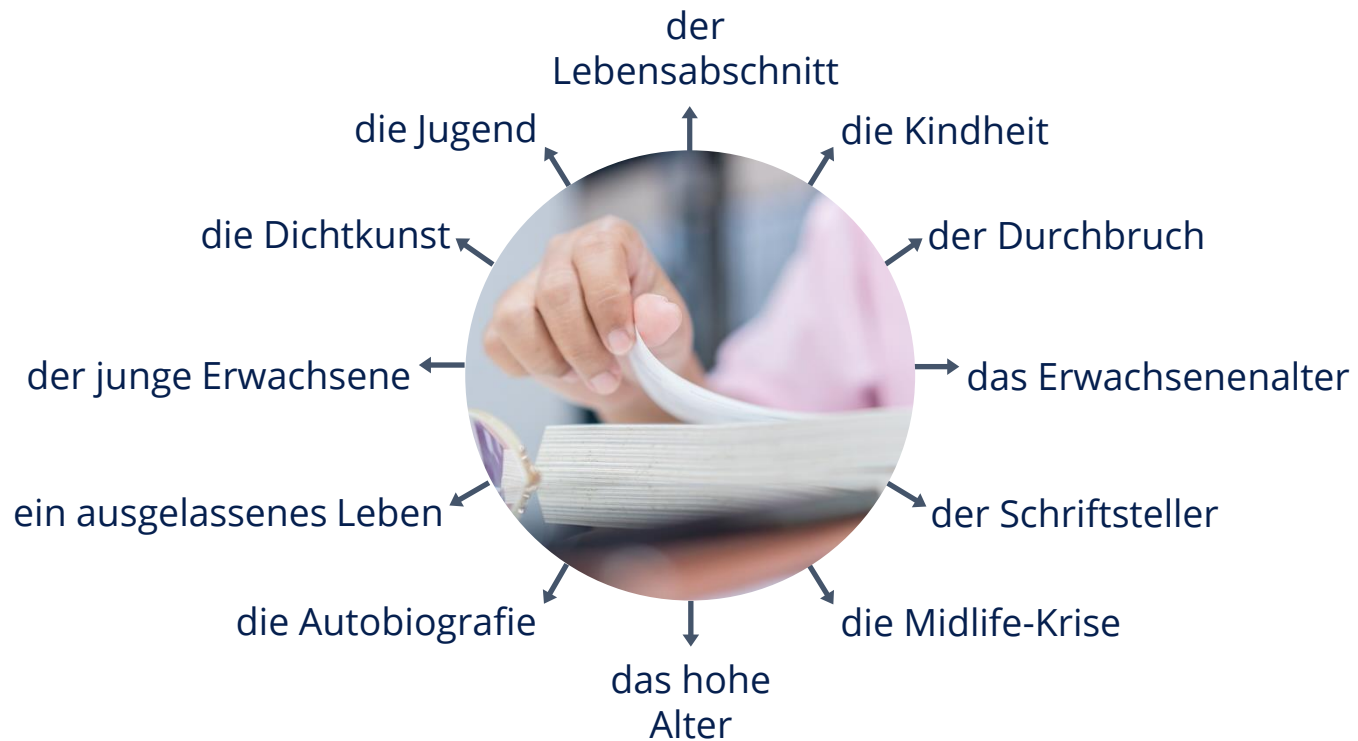 der
Lebensabschnitt
die Jugend
die Kindheit
die Dichtkunst
der Durchbruch
der junge Erwachsene
das Erwachsenenalter
ein ausgelassenes Leben
der Schriftsteller
die Autobiografie
die Midlife-Krise
das hohe
Alter